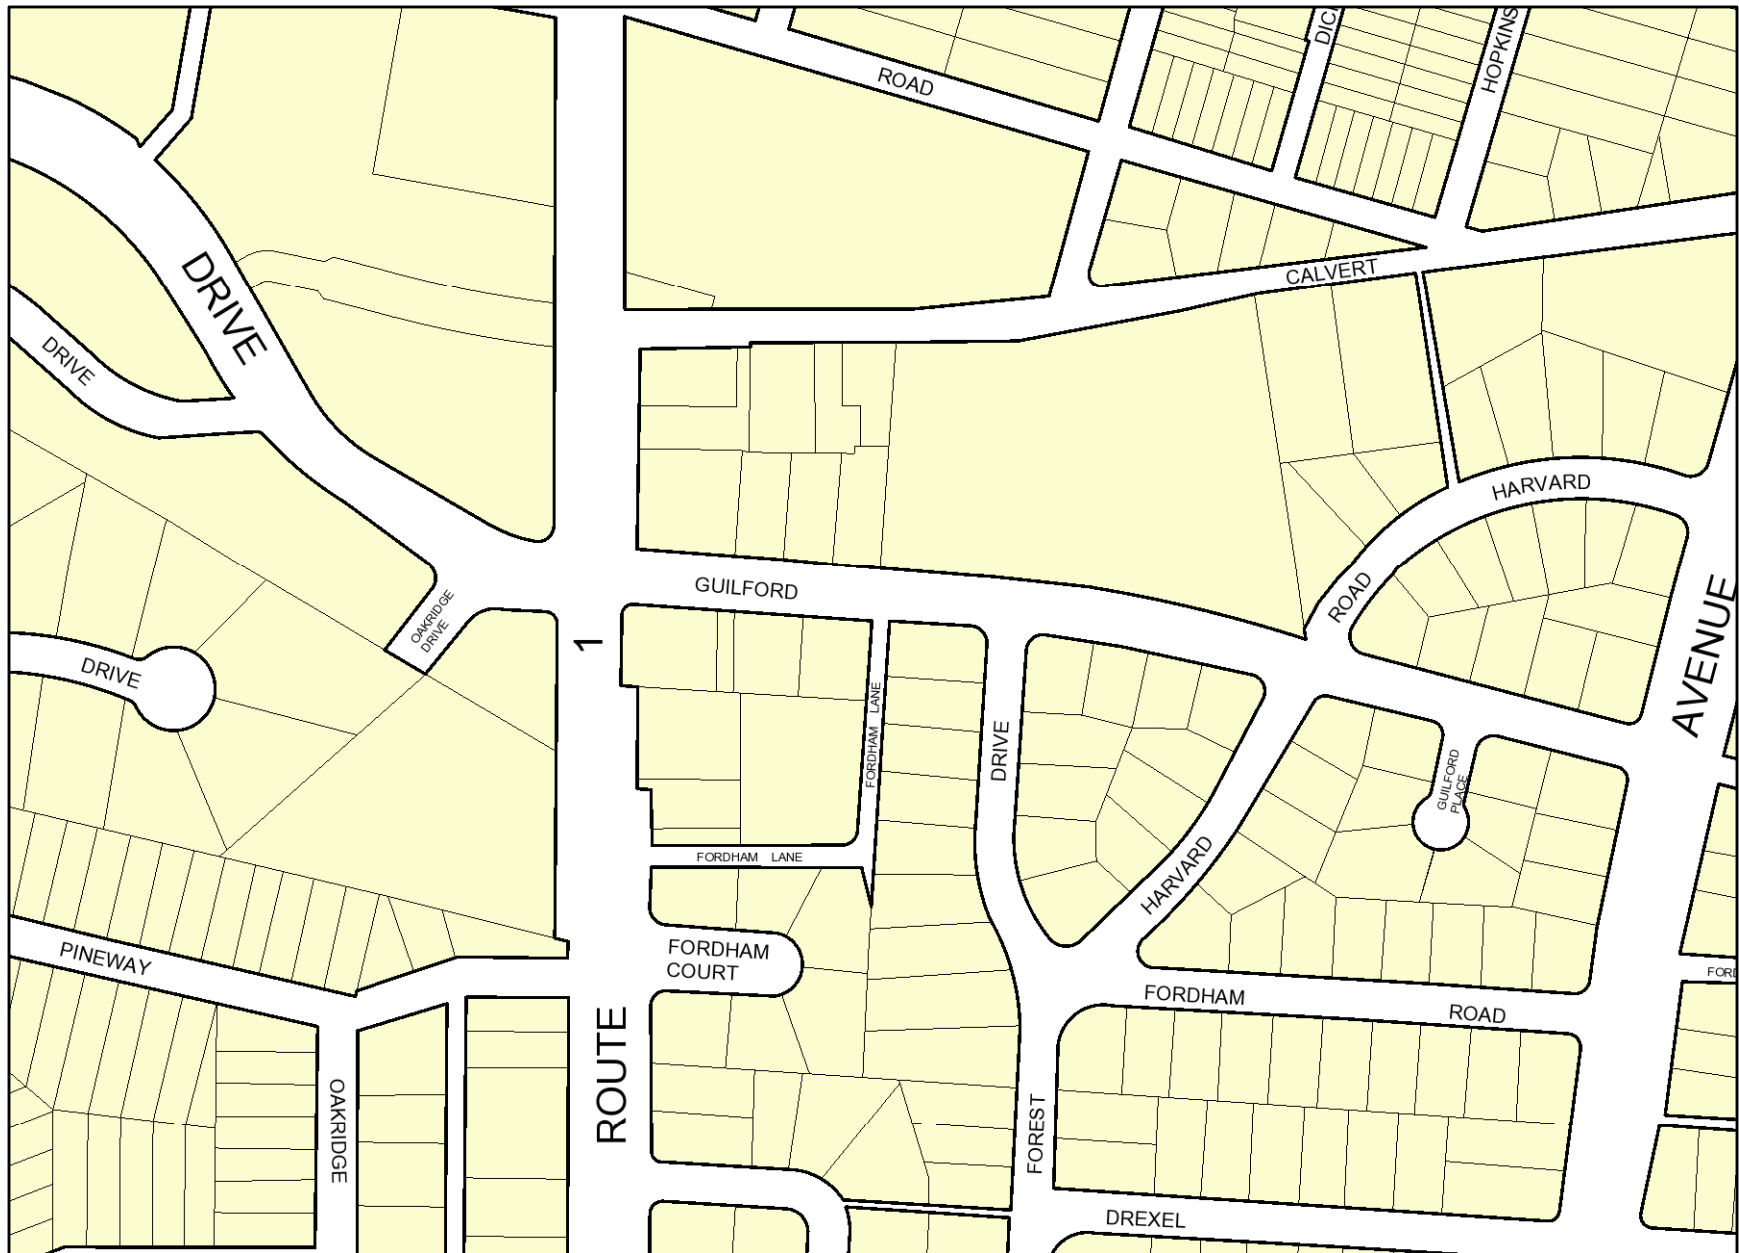 ROAD
HOPKINS
CALVERT
DRIVE
DRIVE
HARVARD
ROAD
GUILFORD
OAKRIDGE
DRIVE
1
ROUTE
AVENUE
DRIVE
FORDHAM LANE
DRIVE
GUILFORD
PLACE
HARVARD
FORDHAM LANE
PINEWAY
FORDHAM
COURT
FORDHAM
ROAD
OAKRIDGE
FOREST
DREXEL